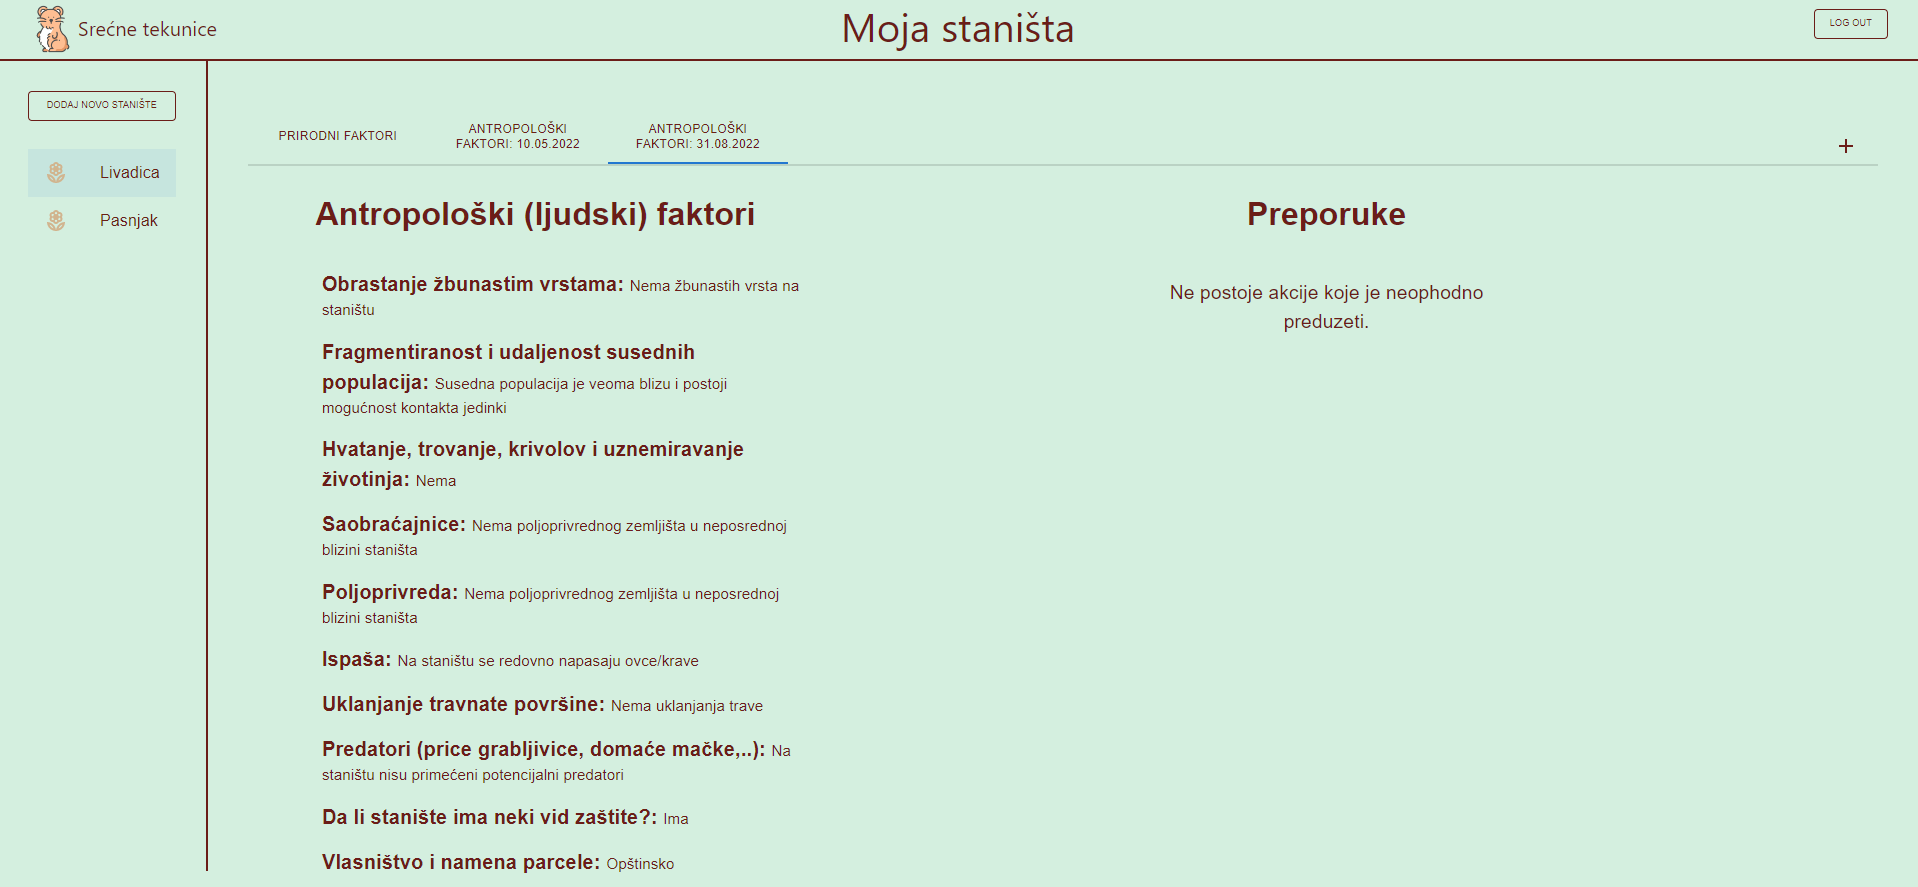 Srećne tekunice
Moja staništa
LOG OUT
DODAJ NOVO STANIŠTE
Livadica
Pasnjak
PRIRODNI FAKTORI
ANTROPOLOŠKI
FAKTORI: 10.05.2022
ANTROPOLOŠKI
FAKTORI: 31.08.2022
+
Antropološki (ljudski) faktori
Obrastanje žbunastim vrstama: Nema žbunastih vrsta na
staništu
Fragmentiranost i udaljenost susednih
populacija: Susedna populacija je veoma blizu i postoji
mogućnost kontakta jedinki
Hvatanje, trovanje, krivolov i uznemiravanje
životinja: Nema
Saobraćajnice: Nema poljoprivrednog zemljišta u neposrednoj
blizini staništa
Poljoprivreda: Nema poljoprivrednog zemljišta u neposrednoj
blizini staništa
Ispaša: Na staništu se redovno napasaju ovce/krave
Uklanjanje travnate površine: Nema uklanjanja trave
Predatori (price grabljivice, domaće mačke,..): Na
staništu nisu primećeni potencijalni predatori
Da li stanište ima neki vid zaštite?: Ima
Vlasništvo i namena parcele: Opštinsko
Preporuke
Ne postoje akcije koje je neophodno
preduzeti.